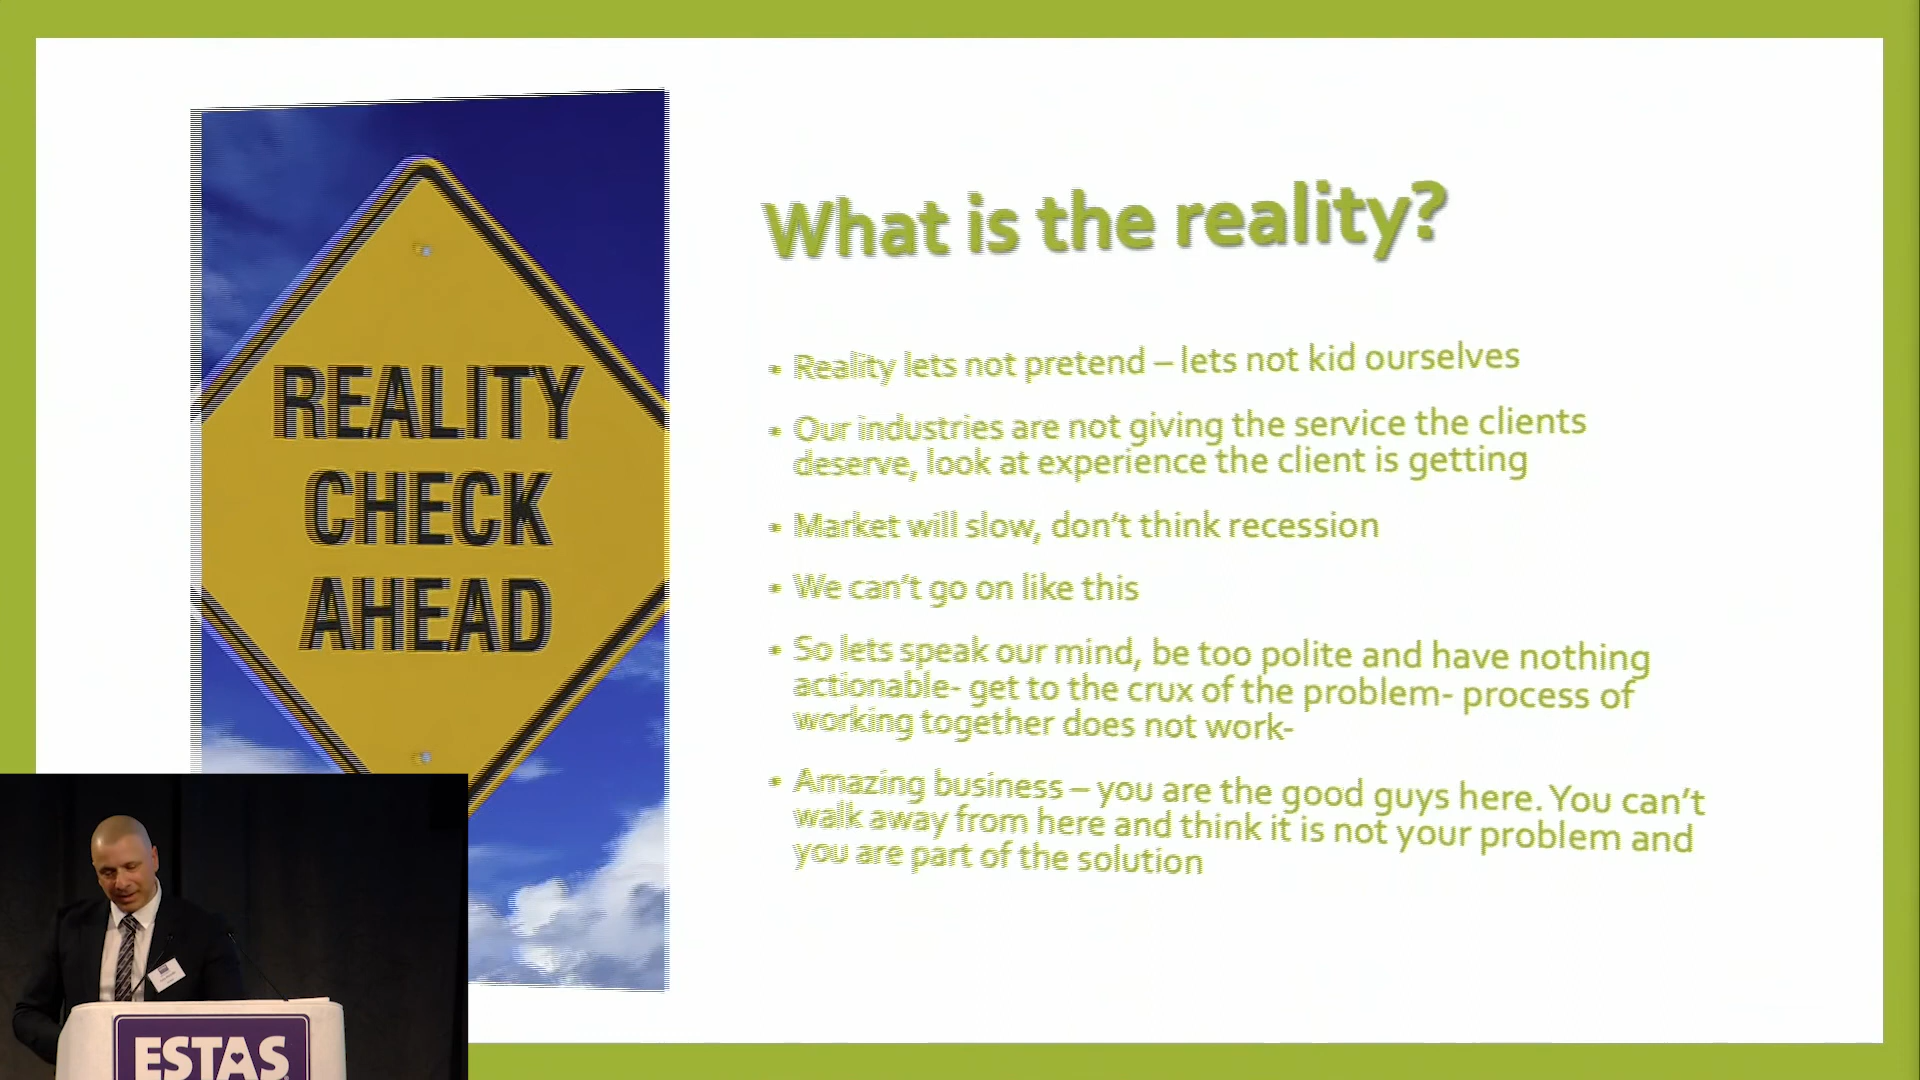 What is the reality?
REALITY
CHECK
AHEAD
• Reality lets not pretend – lets not kid ourselves
• Our industries are not giving the service the clients
deserve, look at experience the client is getting
• Market will slow, don't think recession
• We can't go on like this
• So lets speak our mind, be too polite and have nothing
actionable- get to the crux of the problem- process of
working together does not work-
• Amazing business – you are the good guys here. You can't
walk away from here and think it is not your problem and
you are part of the solution
ESTAS